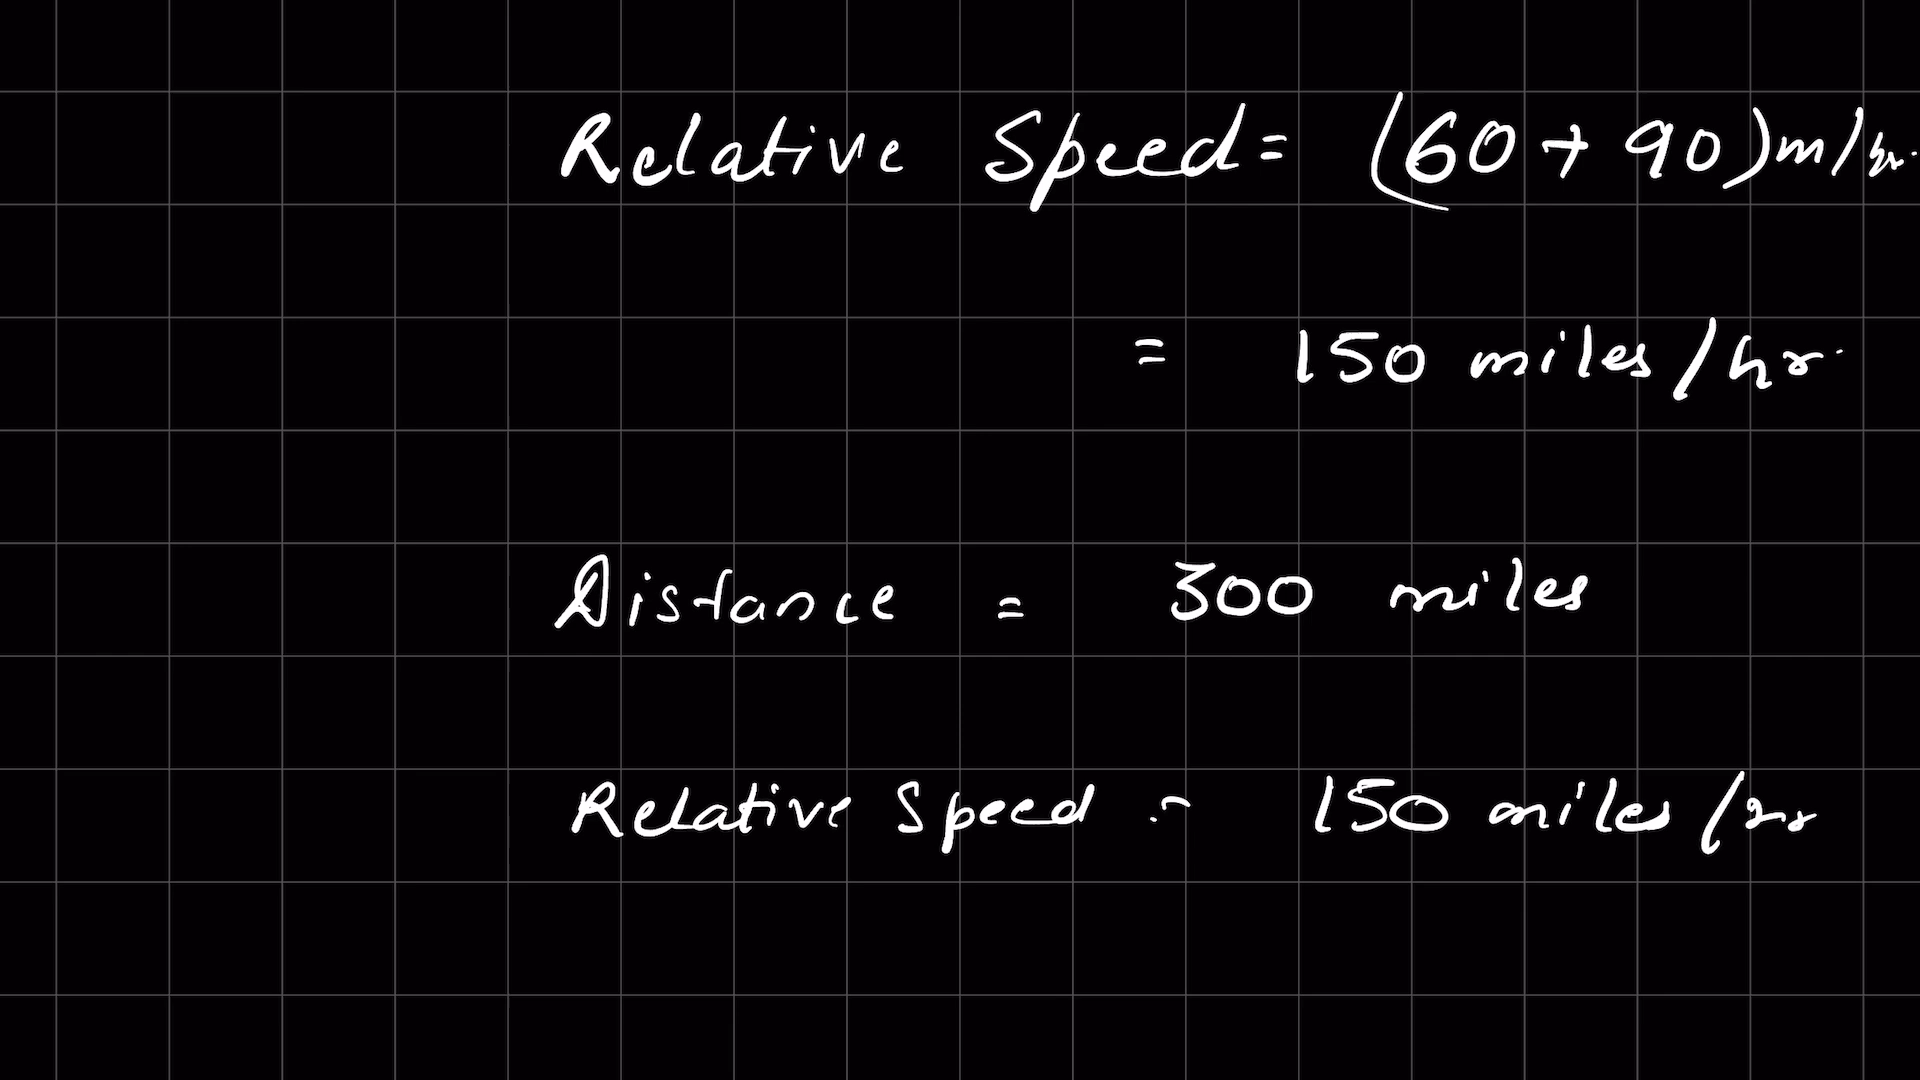 Relative Speed = (60 + 90) m/hr.
= 150 miles/hr.
Distance = 300 miles
Relative Speed = 150 miles/hr